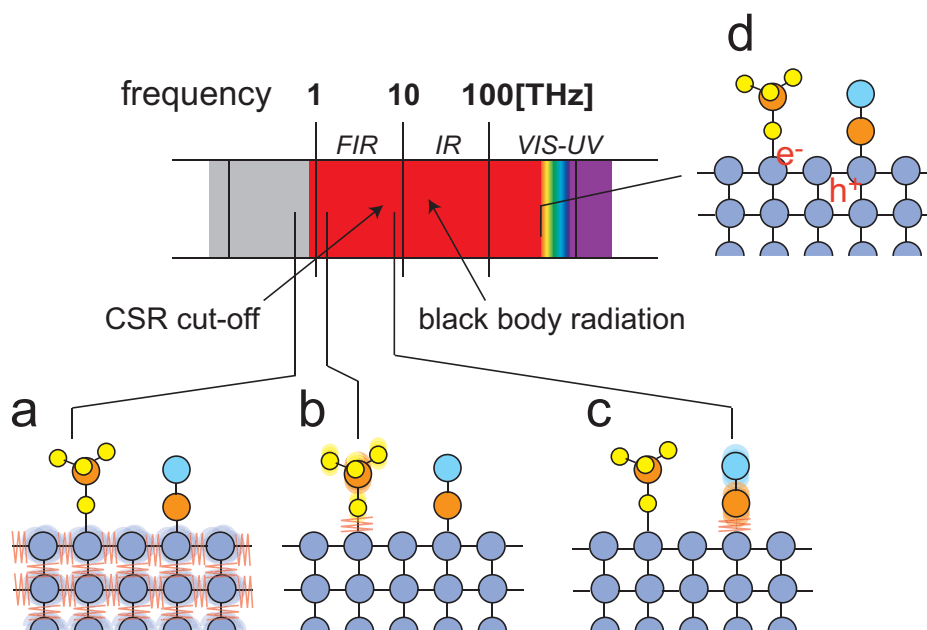 d
frequency 1 10 100[THz]
FIR IR VIS-UV
e-
h+
CSR cut-off
black body radiation
a
b
c